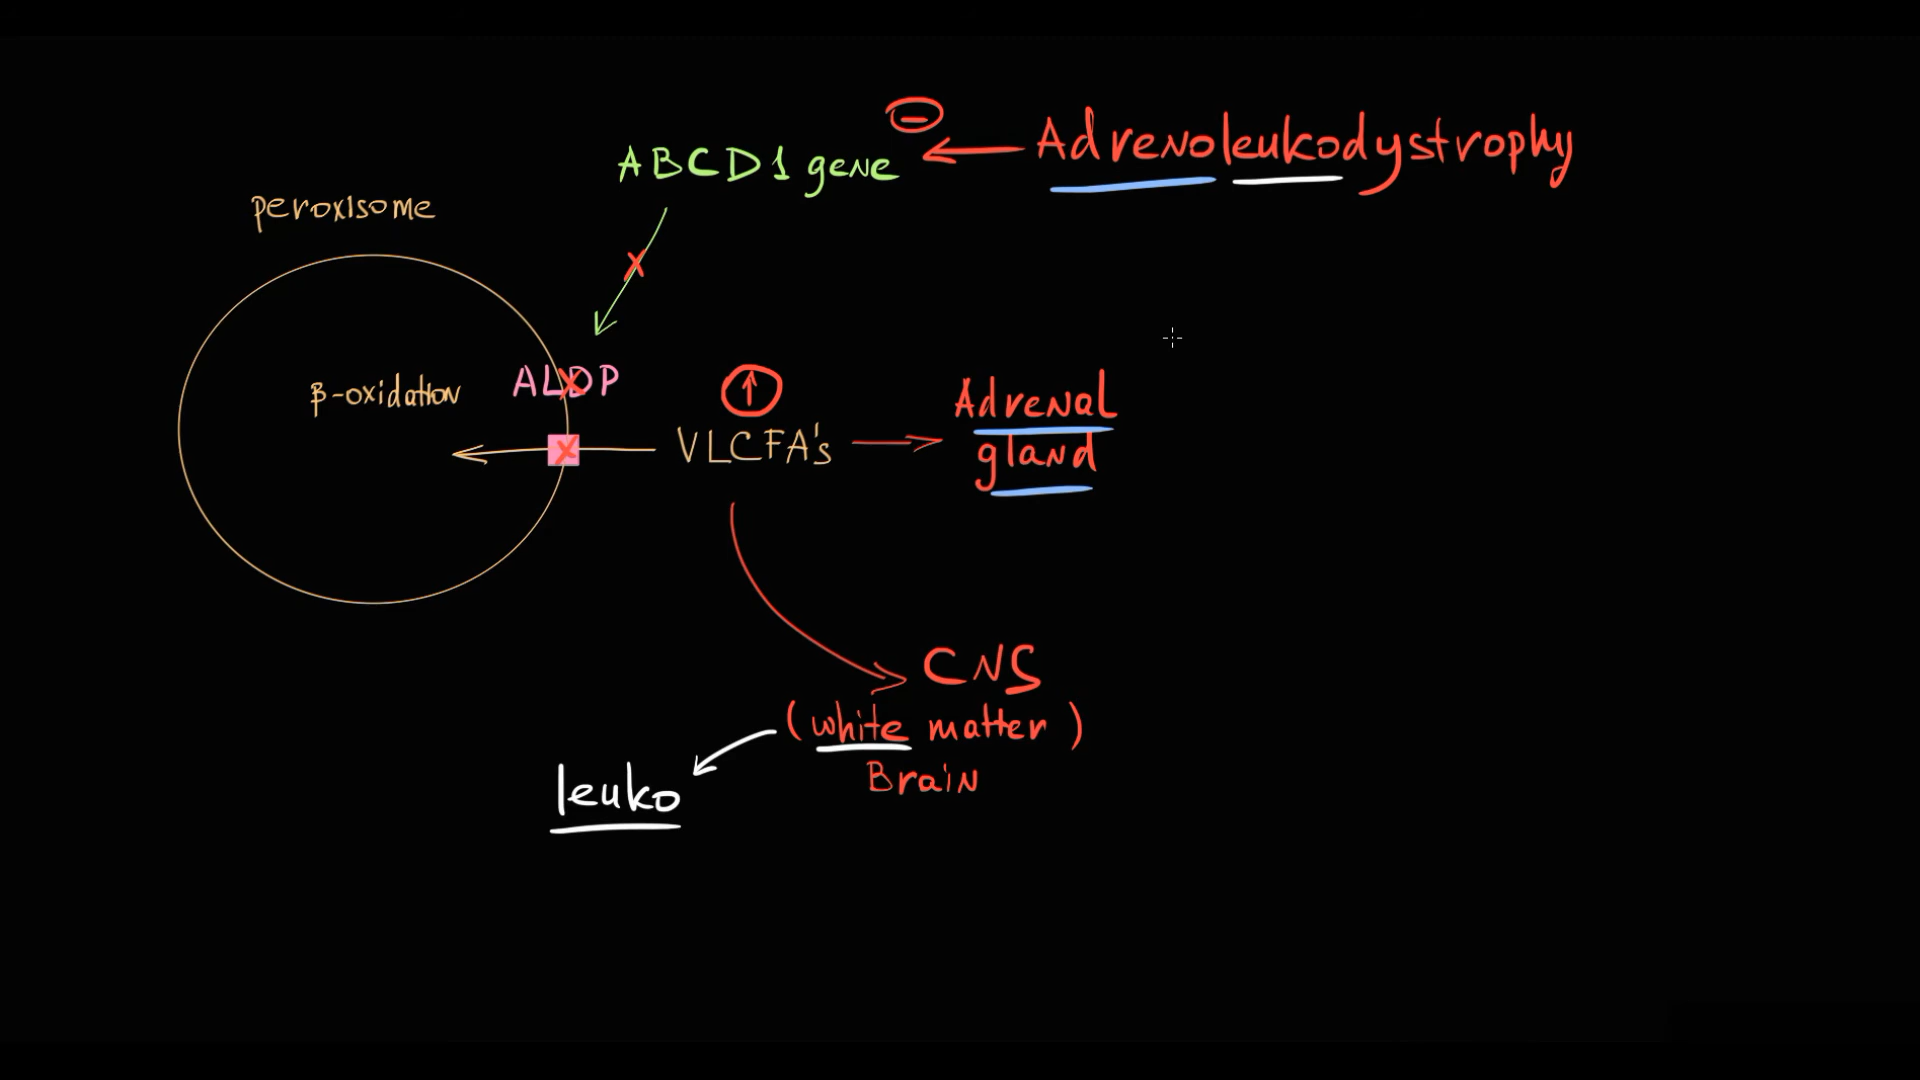 ABCD1 gene
−
Adrenoleukodystrophy
peroxisome
X
β-oxidation
ALDP
X
X
↑
VLCFA's
Adrenal
gland
CNS
(white matter)
Brain
leuko